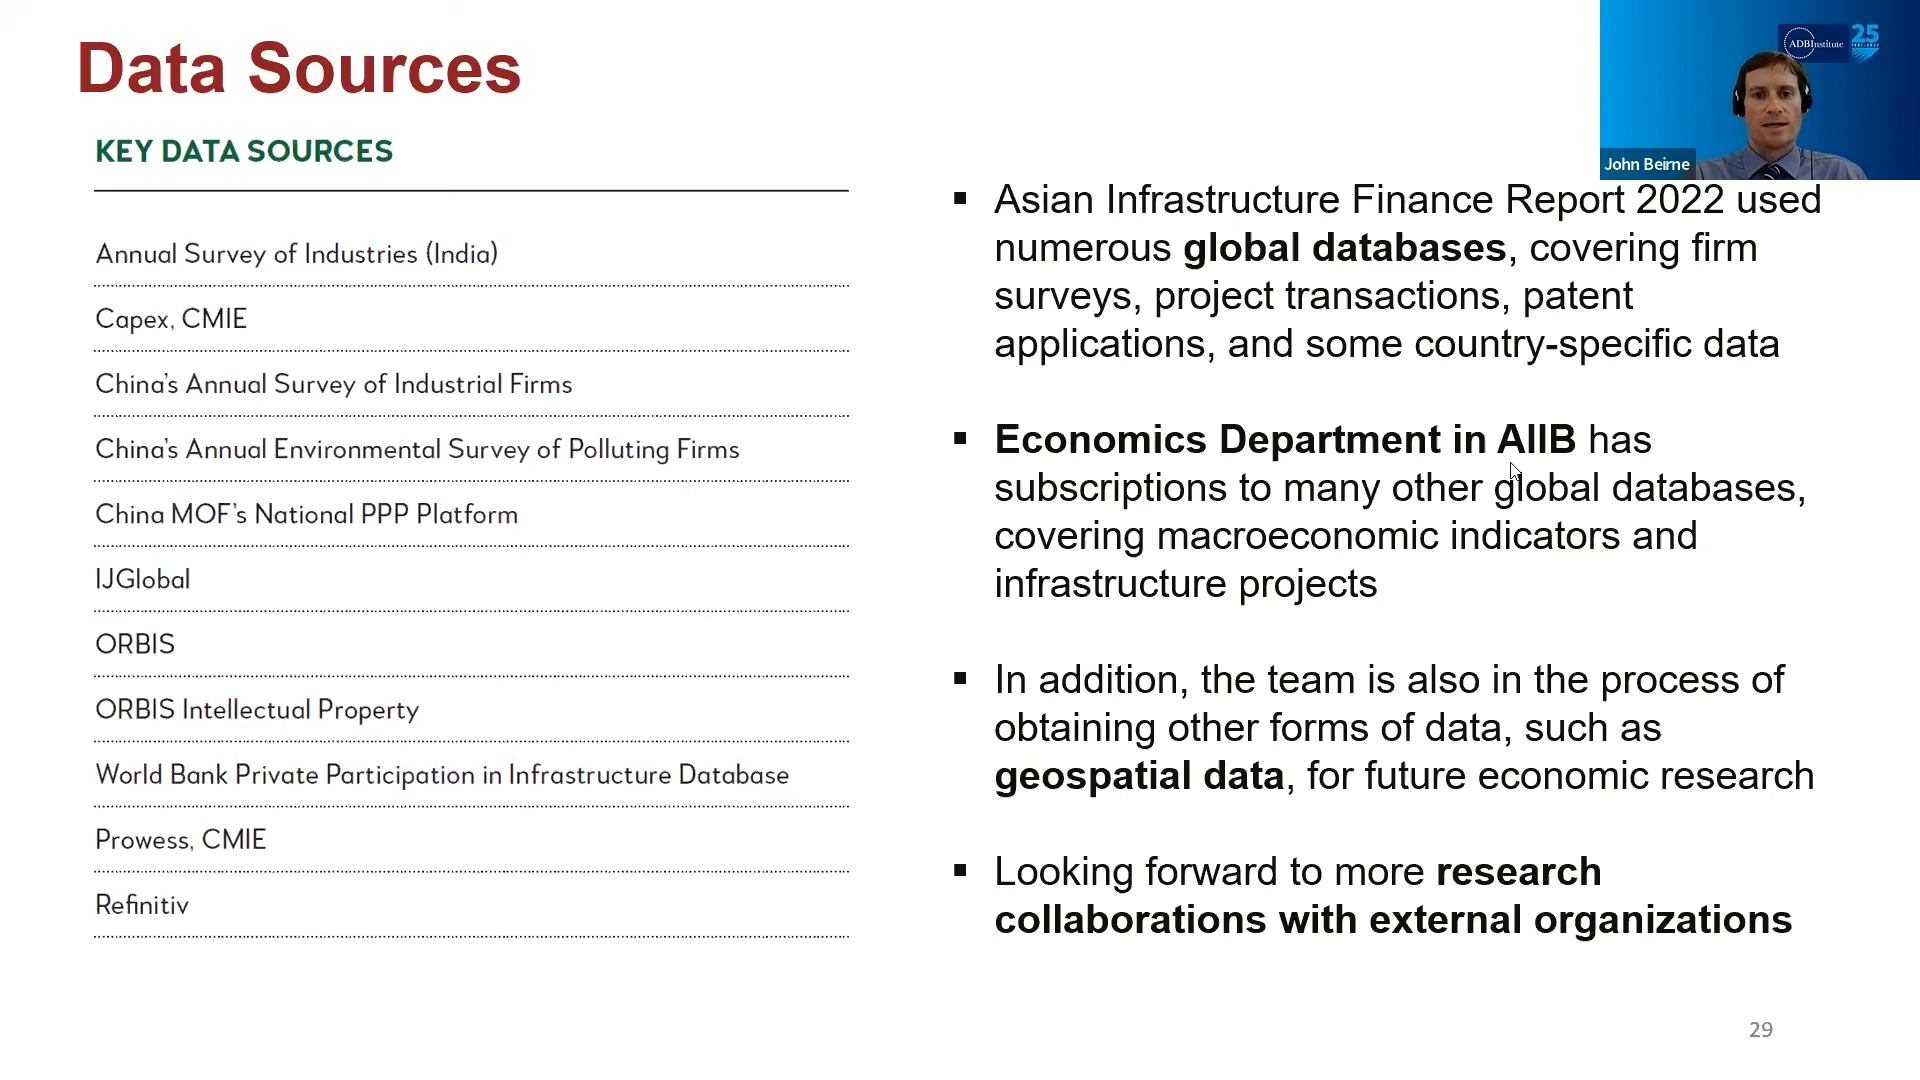 Data Sources
KEY DATA SOURCES
Annual Survey of Industries (India)
Capex, CMIE
China's Annual Survey of Industrial Firms
China's Annual Environmental Survey of Polluting Firms
China MOF's National PPP Platform
IJGlobal
ORBIS
ORBIS Intellectual Property
World Bank Private Participation in Infrastructure Database
Prowess, CMIE
Refinitiv
ADBInstitute
25
John Beirne
▪ Asian Infrastructure Finance Report 2022 used
numerous global databases, covering firm
surveys, project transactions, patent
applications, and some country-specific data
▪ Economics Department in AIIB has
subscriptions to many other global databases,
covering macroeconomic indicators and
infrastructure projects
▪ In addition, the team is also in the process of
obtaining other forms of data, such as
geospatial data, for future economic research
▪ Looking forward to more research
collaborations with external organizations
29